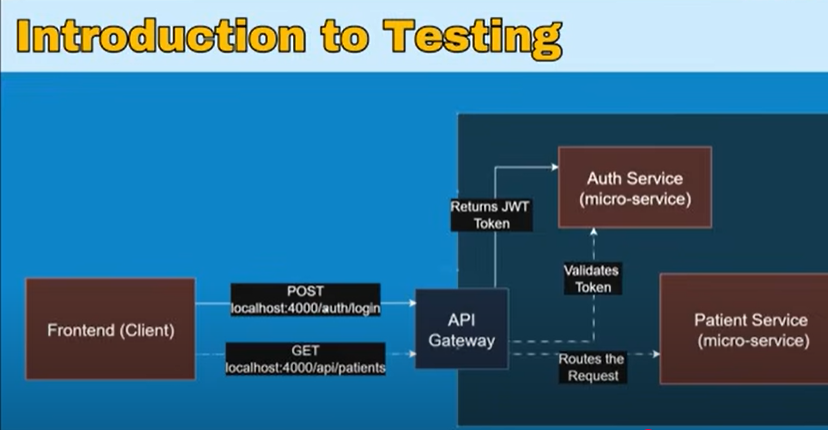 Introduction to Testing
Auth Service
(micro-service)
Returns JWT
Token
Validates
Token
POST
localhost:4000/auth/login
Frontend (Client)
API
Gateway
GET
localhost:4000/api/patients
Patient Service
(micro-service)
Routes the
Request